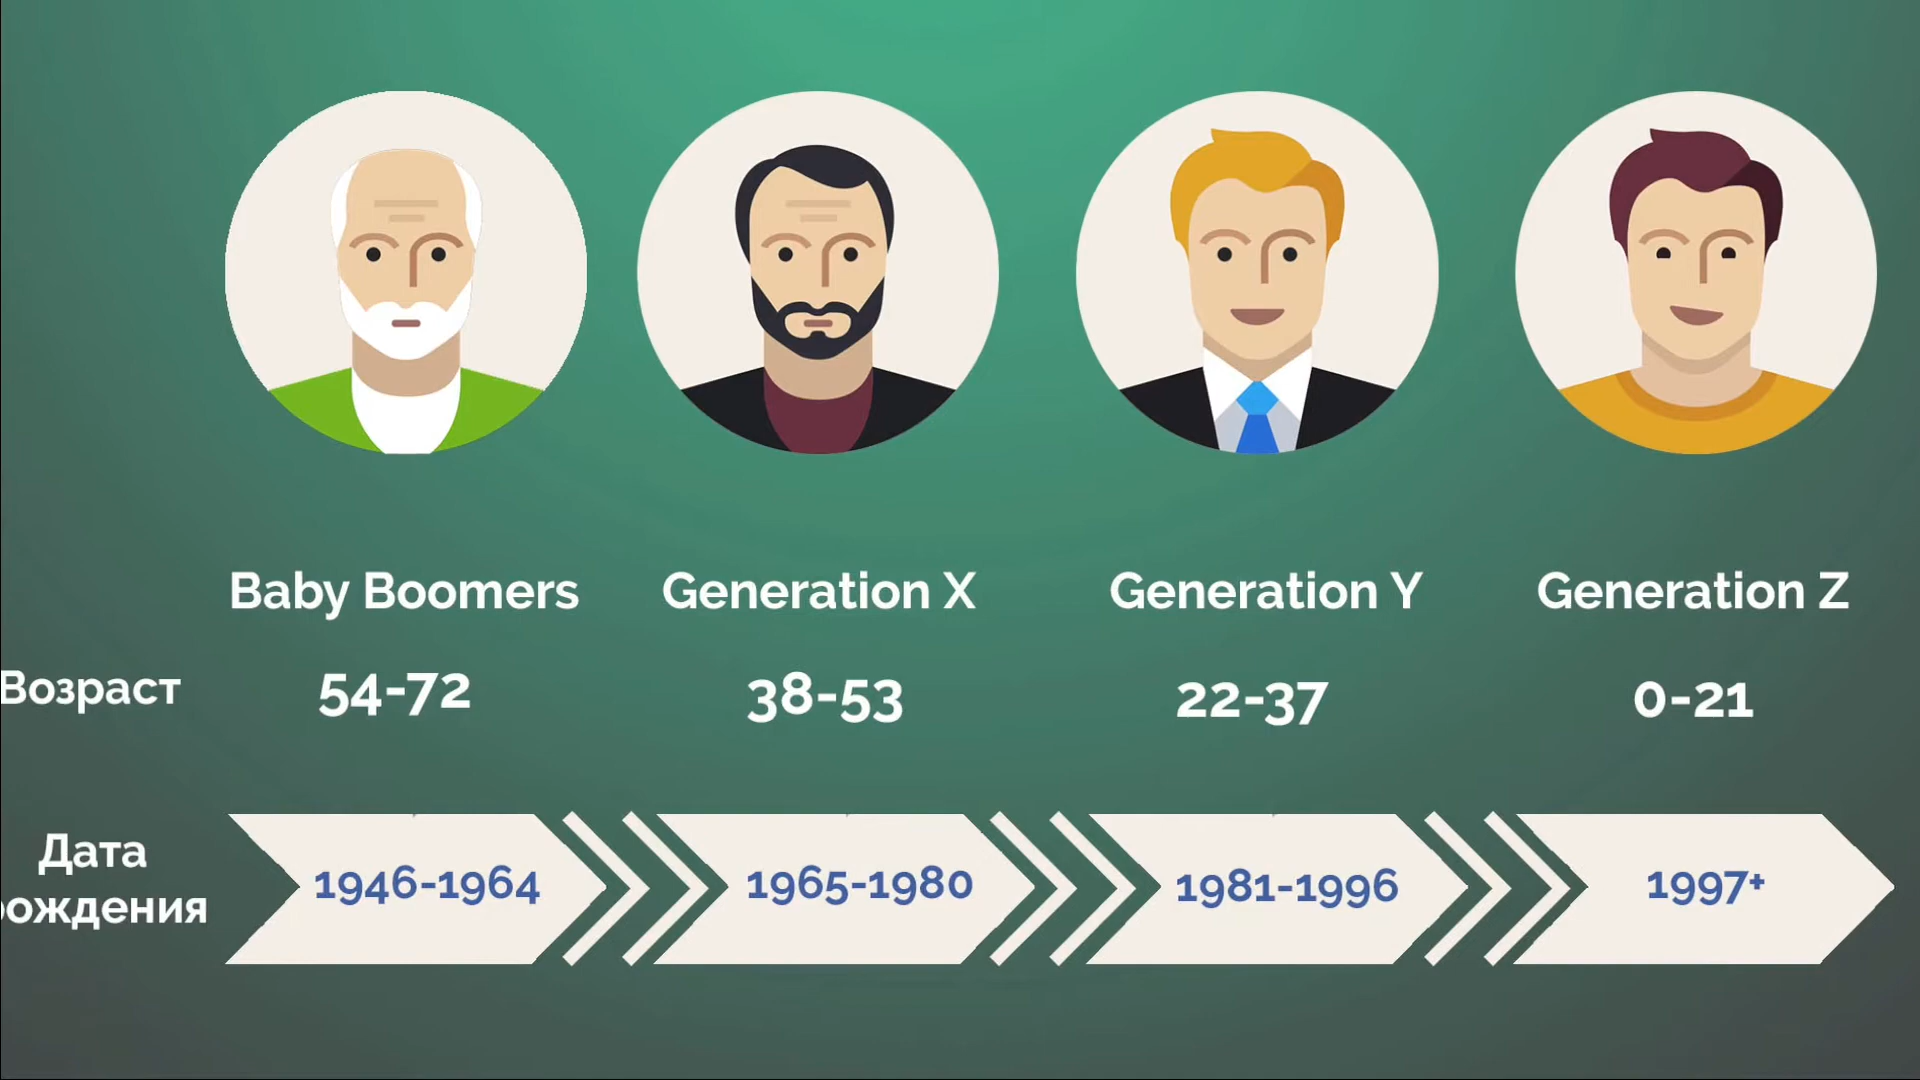 Baby Boomers Generation X Generation Y Generation Z
Возраст 54-72 38-53 22-37 0-21
Дата
рождения 1946-1964 1965-1980 1981-1996 1997+